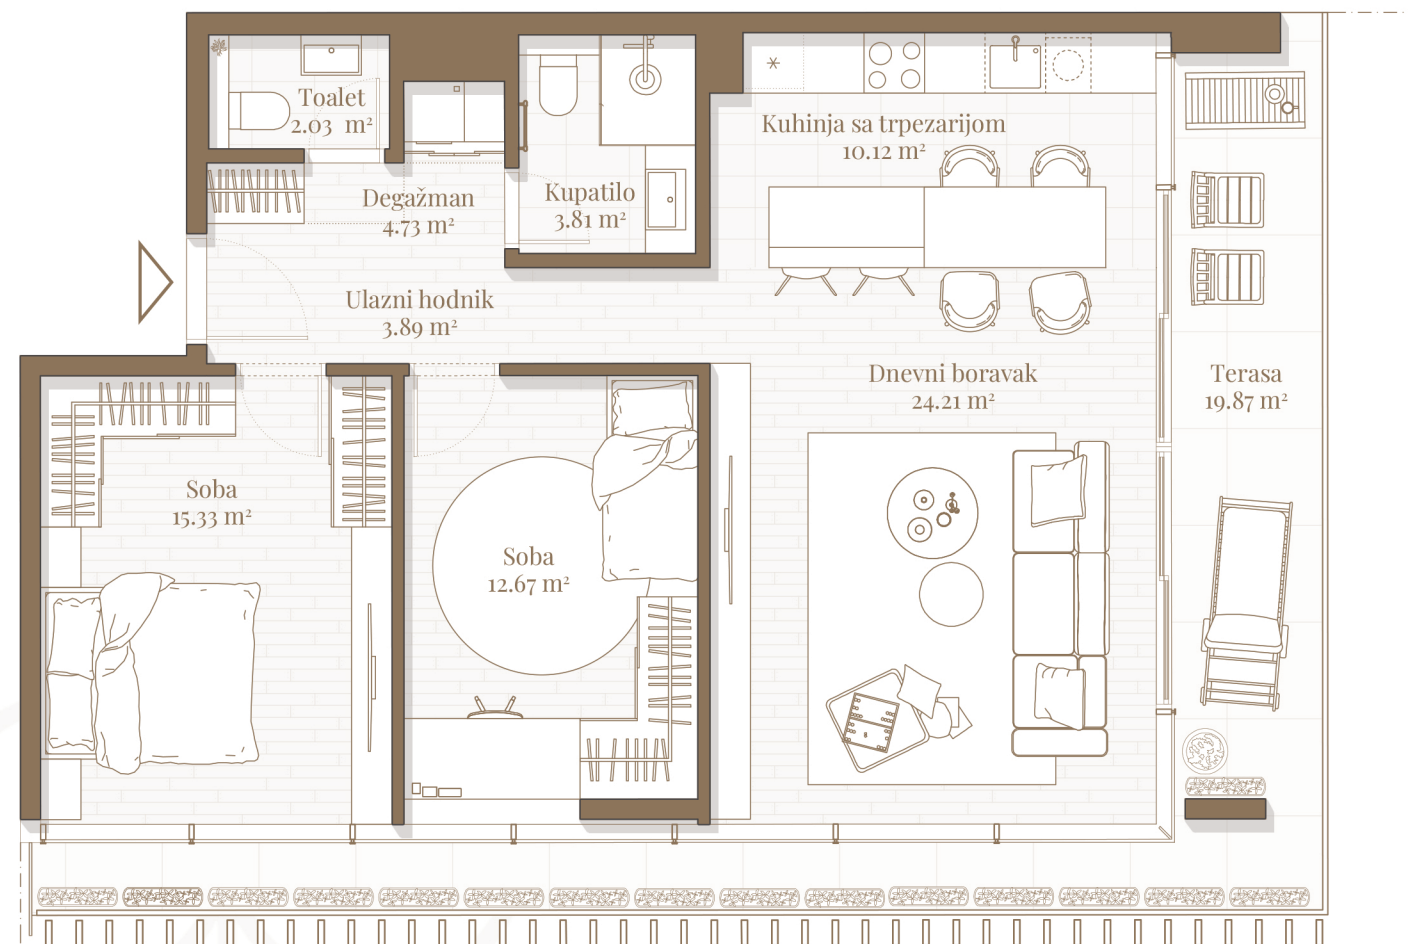 Toalet
2.03 m²
Kuhinja sa trpezarijom
10.12 m²
Degažman
4.73 m²
Kupatilo
3.81 m²
Ulazni hodnik
3.89 m²
Dnevni boravak
24.21 m²
Terasa
19.87 m²
Soba
15.33 m²
Soba
12.67 m²